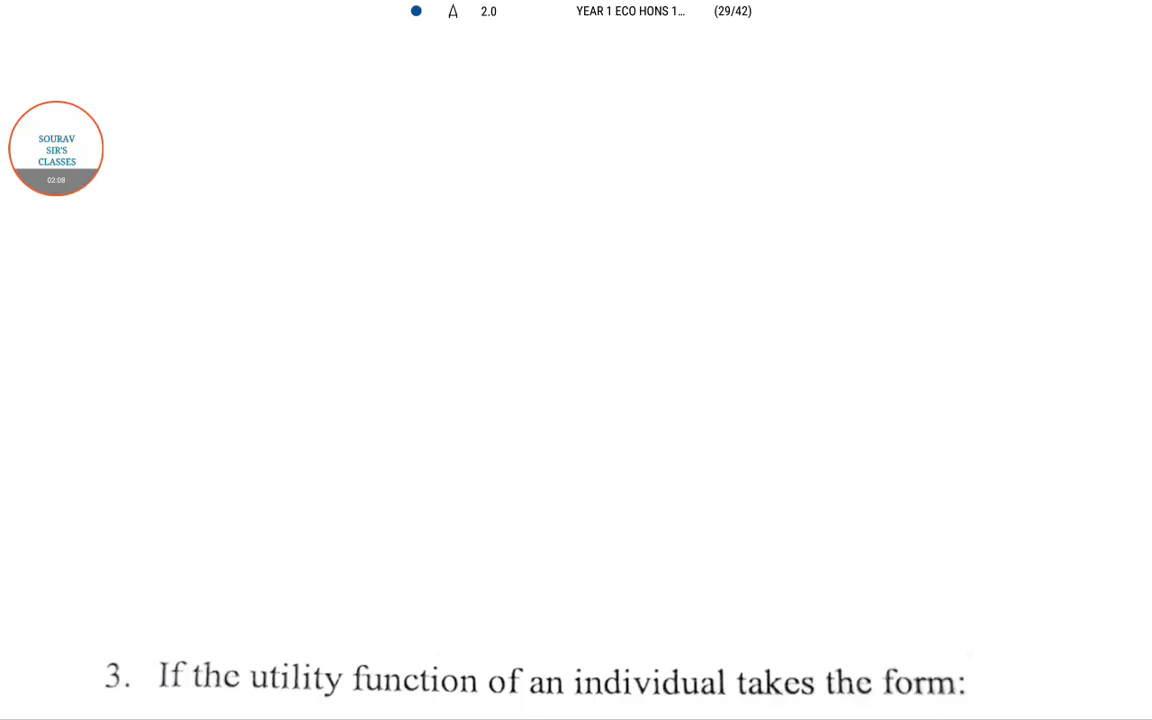 2.0 YEAR 1 ECO HONS 1... (29/42)
SOURAV
SIR'S
CLASSES
02:08
3. If the utility function of an individual takes the form: